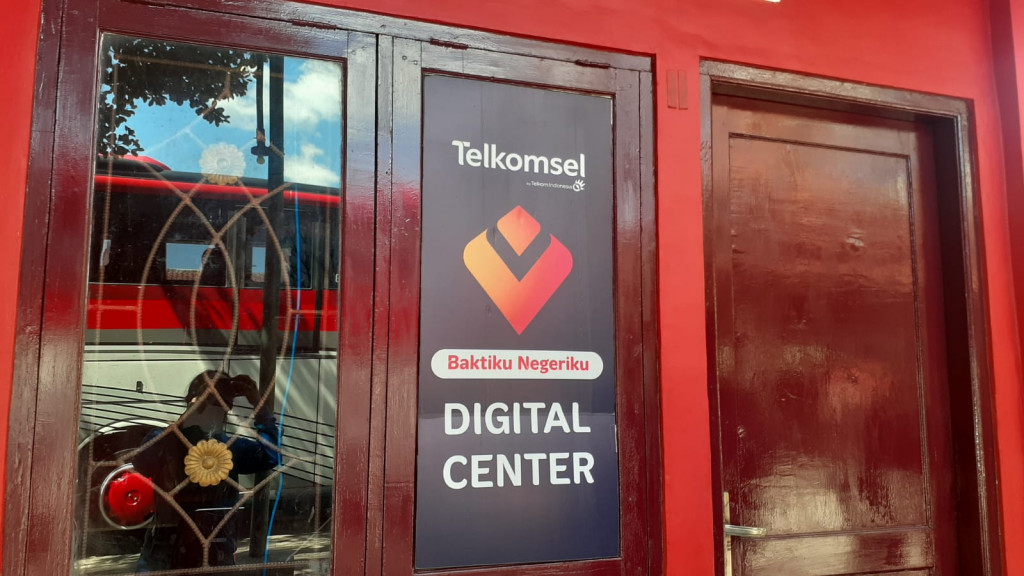 Telkomsel
by Telkom Indonesia
Baktiku Negeriku
DIGITAL
CENTER